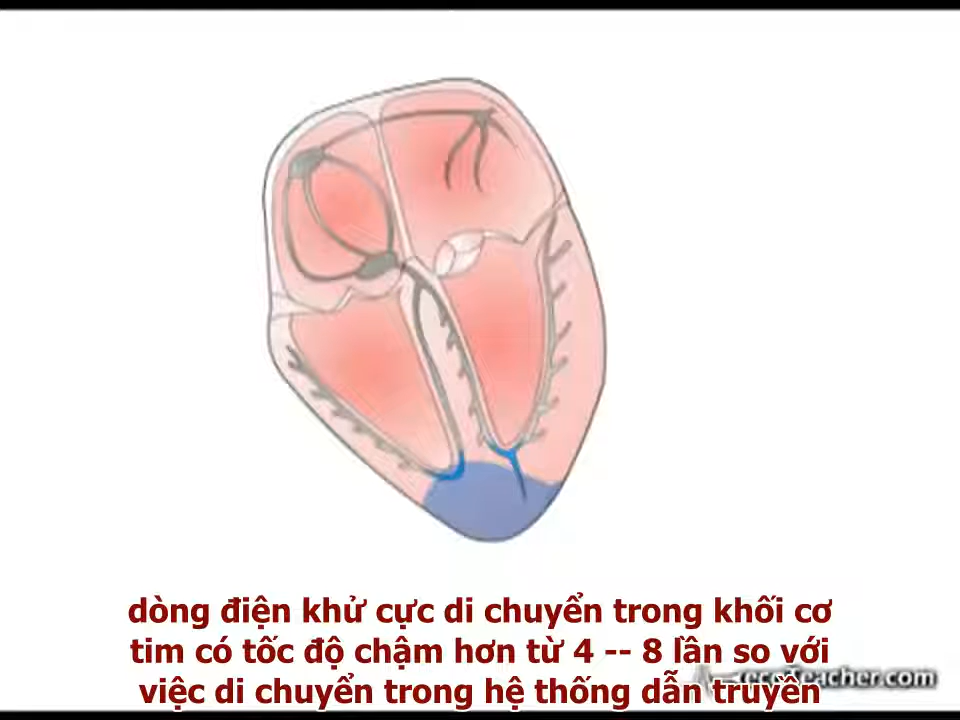 dòng điện khử cực di chuyển trong khối cơ
tim có tốc độ chậm hơn từ 4 -- 8 lần so với
việc di chuyển trong hệ thống dẫn truyền